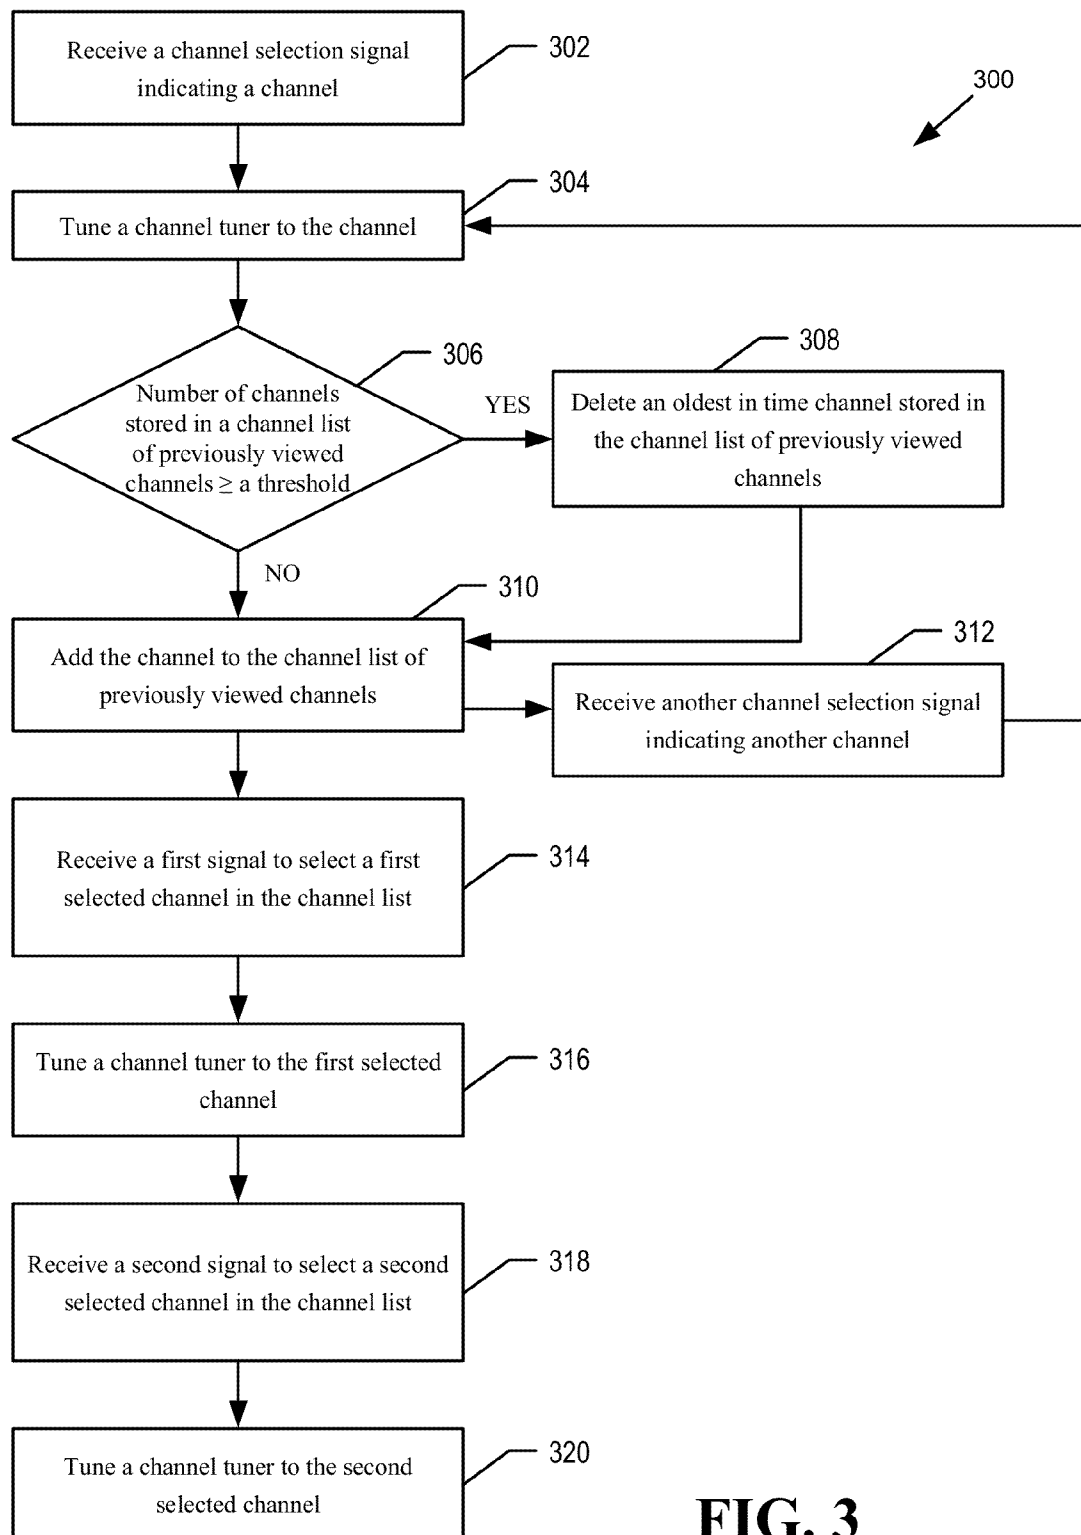 Receive a channel selection signal
indicating a channel
302
300
304
Tune a channel tuner to the channel
306
Number of channels
stored in a channel list
of previously viewed
channels ≥ a threshold
YES
308
Delete an oldest in time channel stored in
the channel list of previously viewed
channels
NO
310
Add the channel to the channel list of
previously viewed channels
312
Receive another channel selection signal
indicating another channel
Receive a first signal to select a first
selected channel in the channel list
314
Tune a channel tuner to the first selected
channel
316
Receive a second signal to select a second
selected channel in the channel list
318
Tune a channel tuner to the second
selected channel
320
FIG. 3